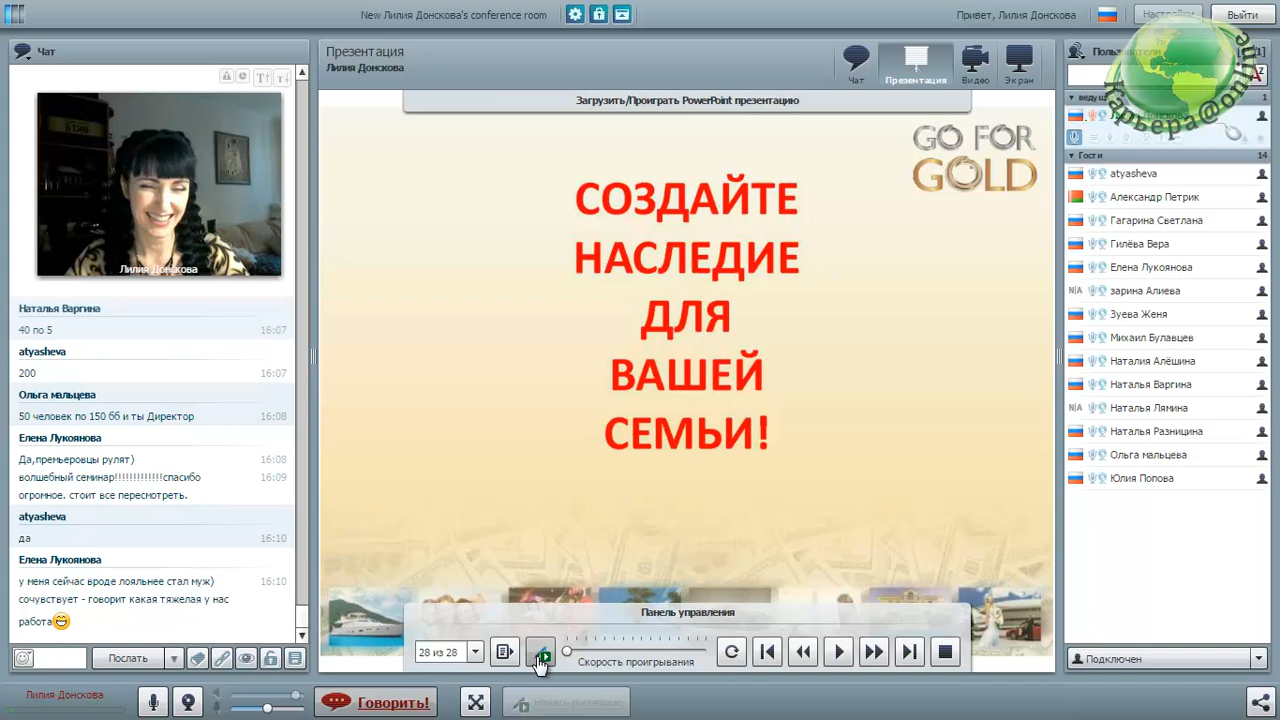 New Лилия Донскова's conference room
Привет, Лилия Донскова
Настройки
Выйти
Чат
Лилия Донскова
Наталья Варгина
40 по 5 16:07
atyasheva
200 16:07
Ольга мальцева
50 человек по 150 бб и ты Директор 16:08
Елена Лукоянова
Да,премьеровцы рулят) 16:08
волшебный семинар!!!!!!!!!!!!!спасибо 16:09
огромное. стоит все пересмотреть.
atyasheva
да 16:10
Елена Лукоянова
у меня сейчас вроде лояльнее стал муж) 16:10
сочувствует - говорит какая тяжелая у нас
работа
Послать
Презентация
Лилия Донскова
Чат
Презентация
Видео
Экран
Загрузить/Проиграть PowerPoint презентацию
GO FOR
GOLD
СОЗДАЙТЕ
НАСЛЕДИЕ
ДЛЯ
ВАШЕЙ
СЕМЬИ!
Панель управления
28 из 28
Скорость проигрывания
Карьера@online
1
Гости 14
atyasheva
Александр Петрик
Гагарина Светлана
Гилёва Вера
Елена Лукоянова
N/A зарина Алиева
Зуева Женя
Михаил Булавцев
Наталия Алёшина
Наталья Варгина
N/A Наталья Лямина
Наталья Разницина
Ольга мальцева
Юлия Попова
Подключен
Лилия Донскова
Говорить!
Начать рисование